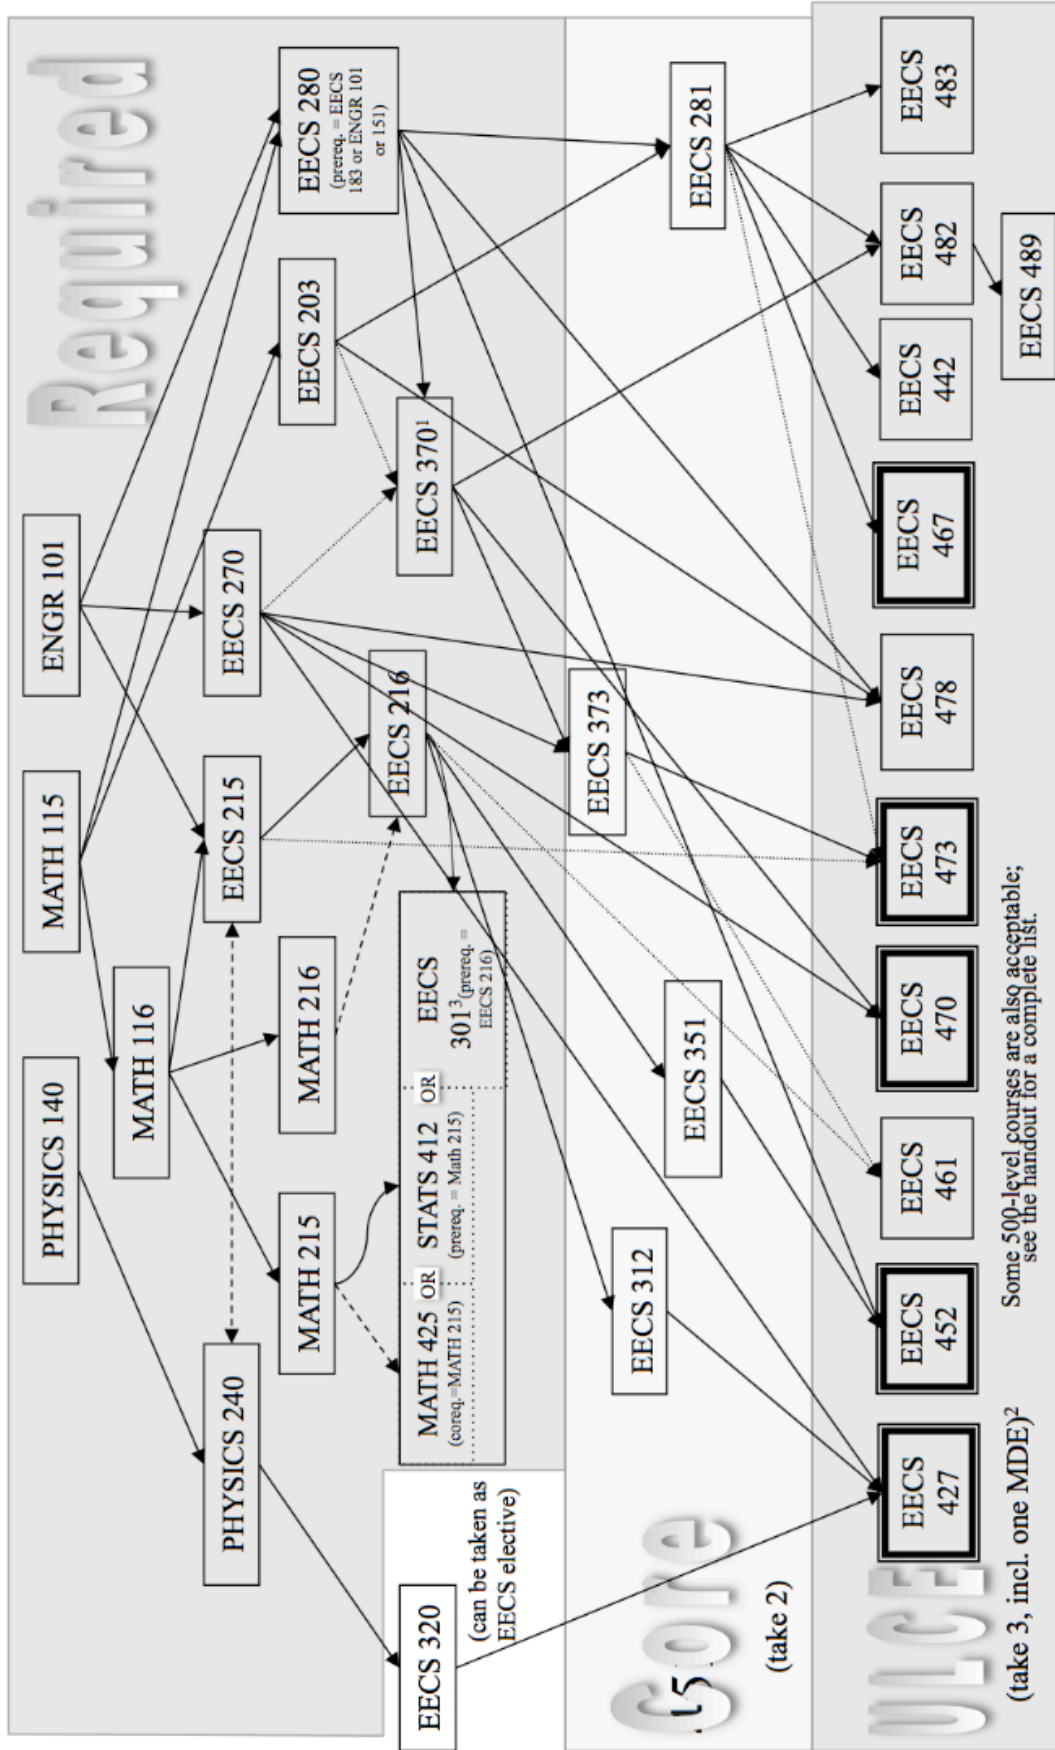 Required
PHYSICS 140
MATH 115
ENGR 101
MATH 116
PHYSICS 240
EECS 215
EECS 270
MATH 215
MATH 216
EECS 203
EECS 280
(prereq. = EECS
183 or ENGR 101
or 151)
EECS 216
EECS 370¹
EECS 320
(can be taken as
EECS elective)
MATH 425
(coreq.=MATH 215)
OR
STATS 412
(prereq. = Math 215)
OR
EECS
301³(prereq. =
EECS 216)
Core
(take 2)
EECS 312
EECS 351
EECS 373
EECS 281
ULCE
(take 3, incl. one MDE)²
EECS
427
EECS
452
EECS
461
EECS
470
EECS
473
EECS
478
EECS
467
EECS
442
EECS
482
EECS
483
EECS 489
Some 500-level courses are also acceptable;
see the handout for a complete list.